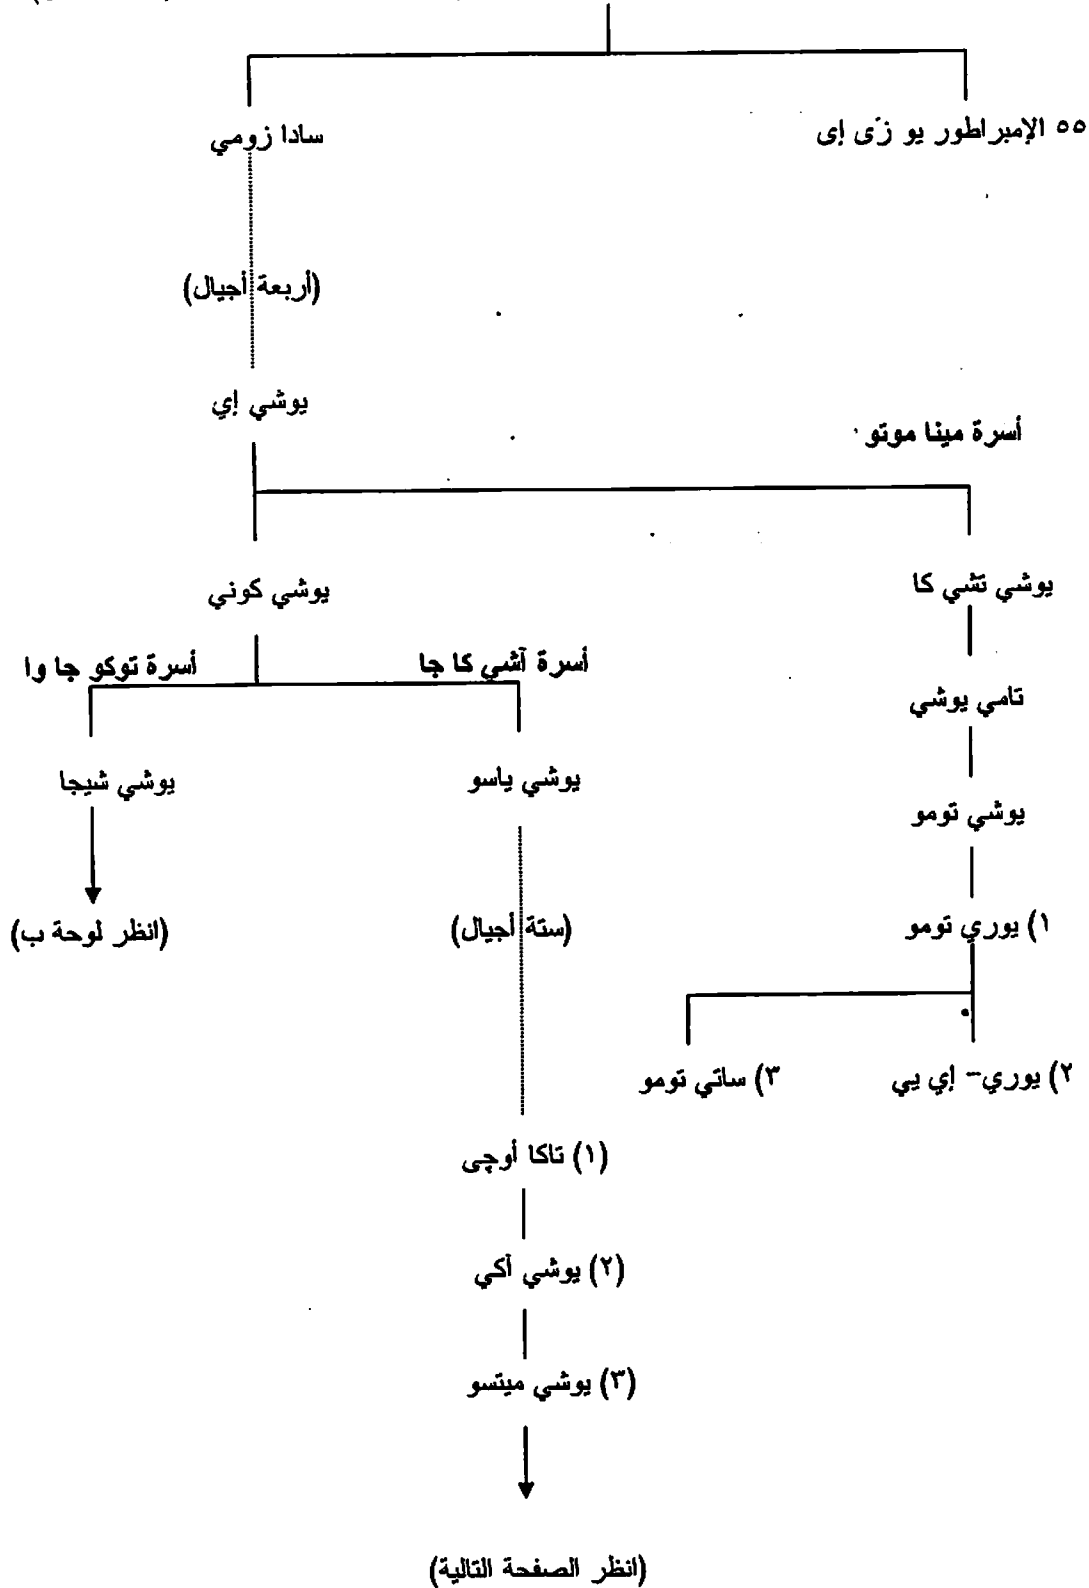 ٥٥ الإمبراطور يو زى إى
سادا زومي
(أربعة أجيال)
يوشي إي
أسرة مينا موتو
يوشي تشي كا
يوشي كوني
أسرة آشي كا جا
أسرة توكو جا وا
تامي يوشي
يوشي ياسو
يوشي شيجا
يوشي تومو
١) يوري تومو
(ستة أجيال)
(انظر لوحة ب)
٢) يوري- إي يي
٣) ساتي تومو
(١) تاكا أوچى
(٢) يوشي آكي
(٣) يوشي ميتسو
(انظر الصفحة التالية)